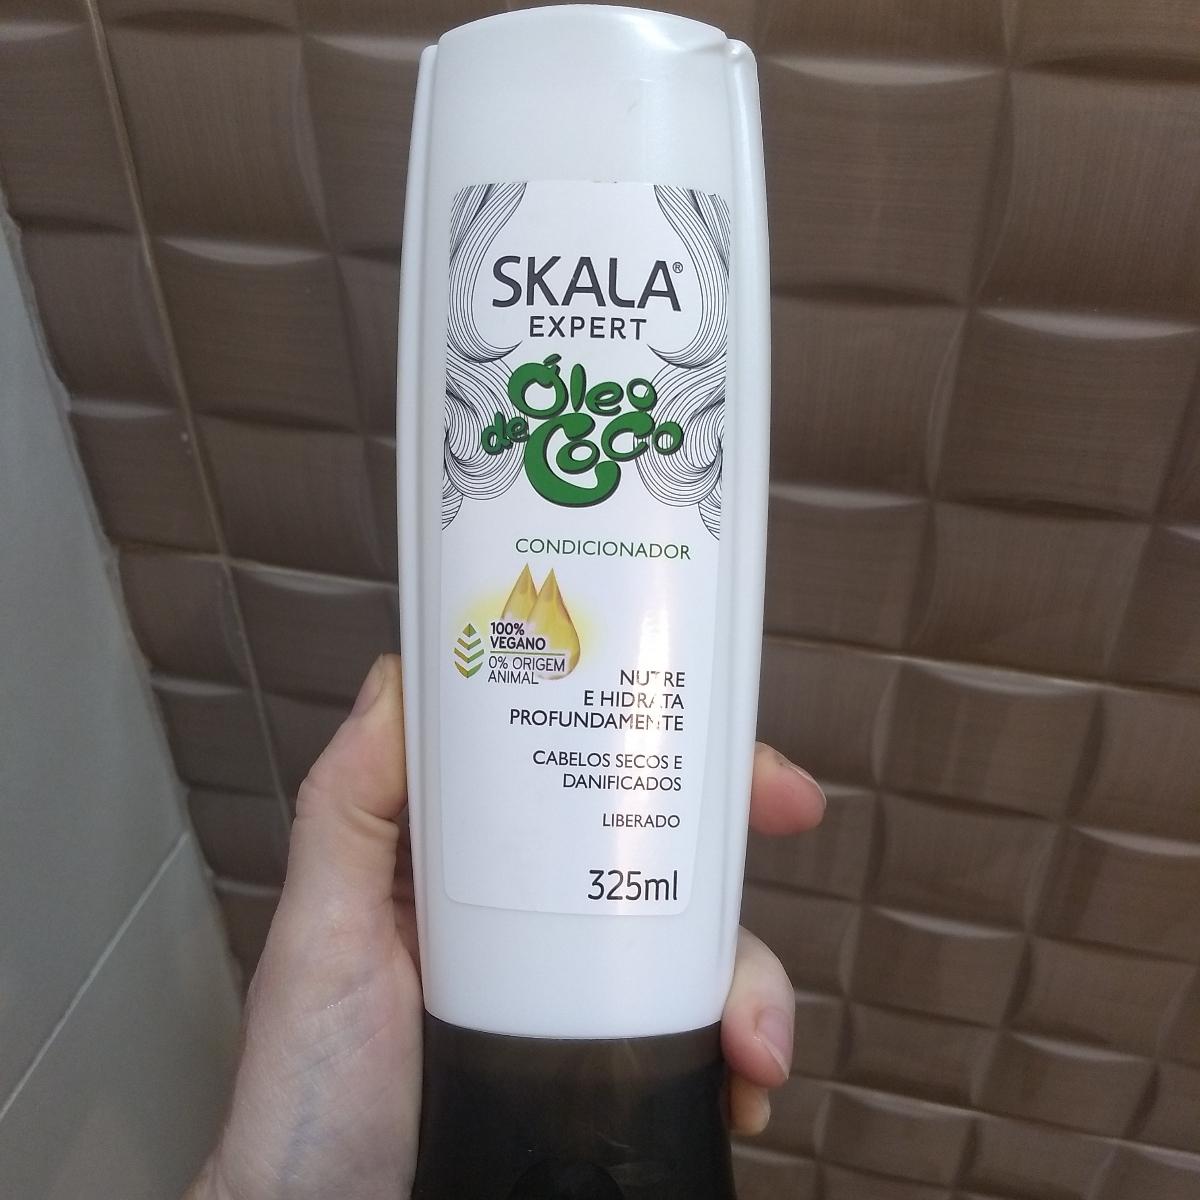 SKALA®
EXPERT
Óleo
de Coco
CONDICIONADOR
100%
VEGANO
0% ORIGEM
ANIMAL
NUTRE
E HIDRATA
PROFUNDAMENTE
CABELOS SECOS E
DANIFICADOS
LIBERADO
325ml